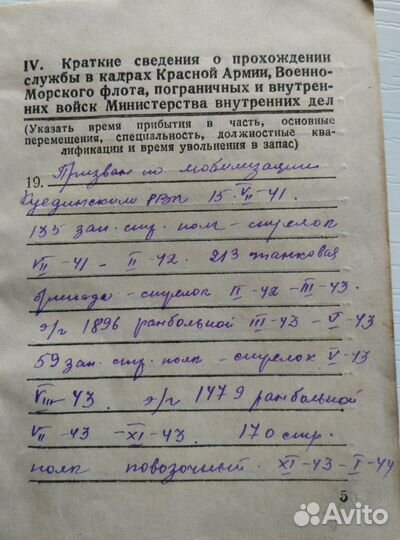 IV. Краткие сведения о прохождении
службы в кадрах Красной Армии, Военно-
Морского флота, пограничных и внутрен-
них войск Министерства внутренних дел
(Указать время прибытия в часть, основные
перемещения, специальность, должностные ква-
лификации и время увольнения в запас)
19. Призван по мобилизации
Куединским РВК 15-VII-41.
135 зап. стр. полк - стрелок
VII-41 - II-42. 213 танковая
бригада - стрелок II-42 - III-43.
э/г 1896 ранбольной III-43 - V-43
59 зап. стр. полк - стрелок V-43
VIII-43. э/г 1479 ранбольной
VII-43 - XI-43. 170 стр.
полк повозочный. XI-43 - I-44
5
Avito